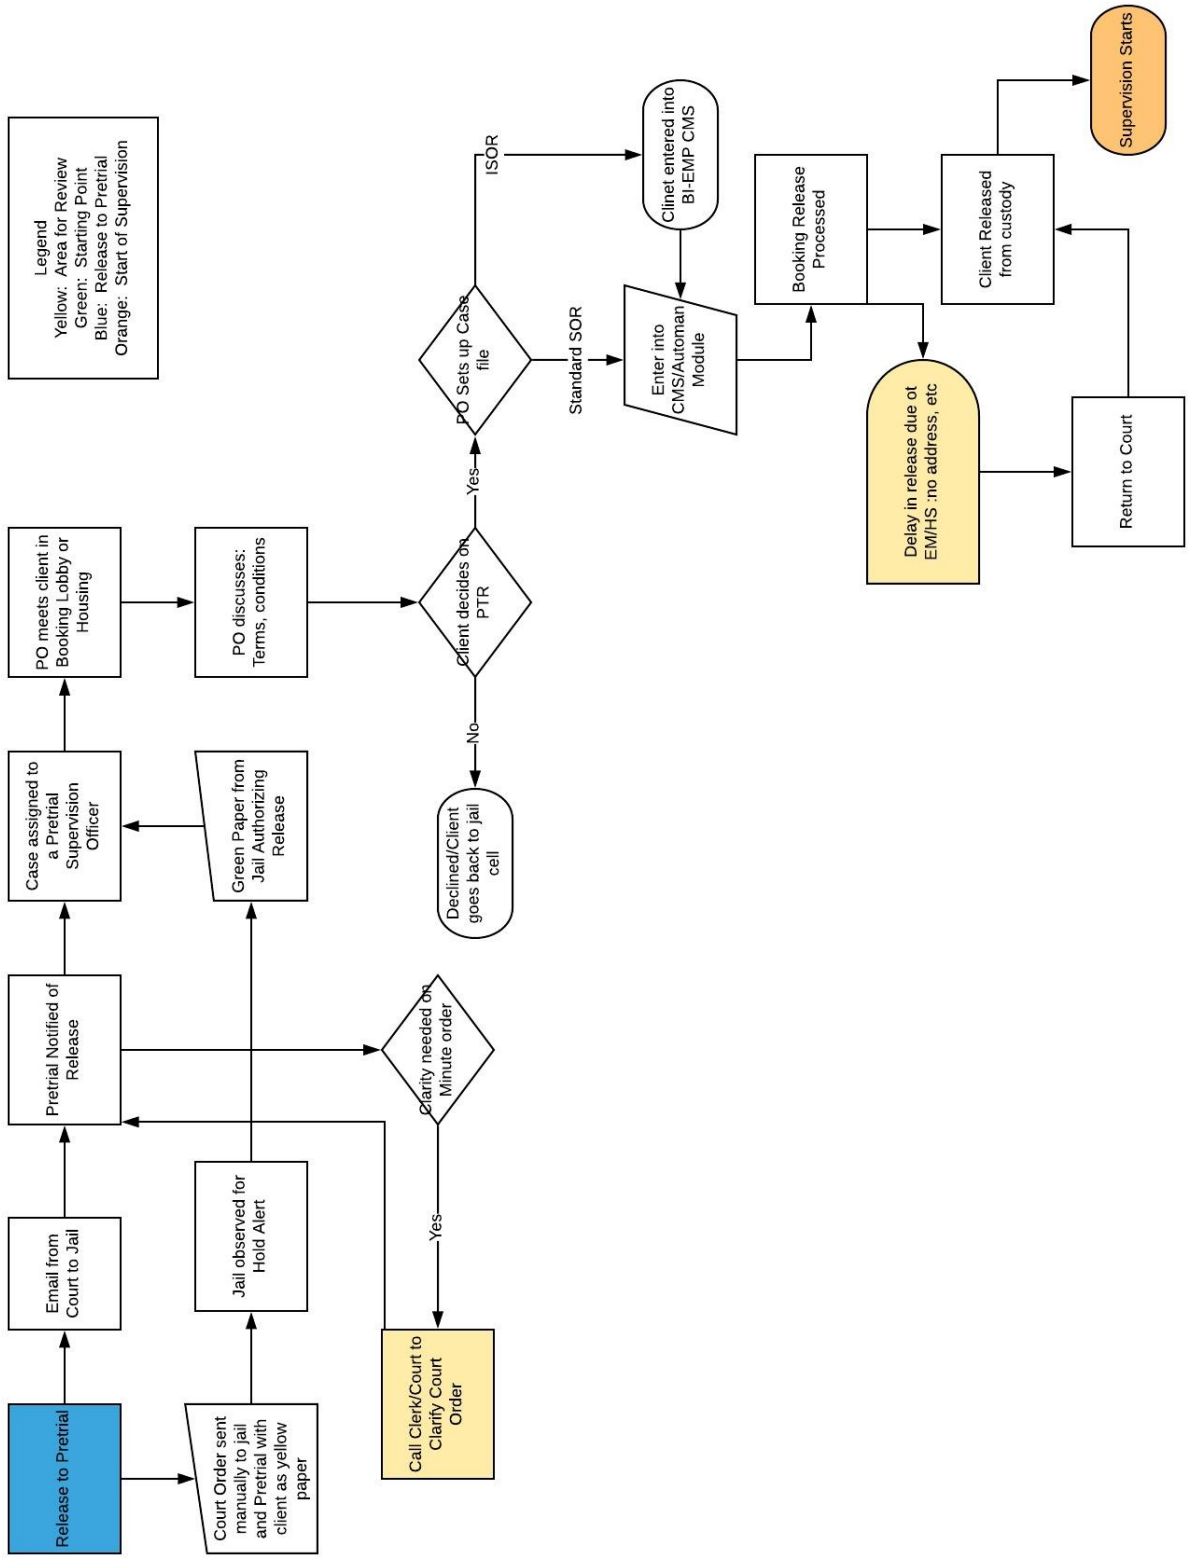 Legend
Yellow:  Area for Review
Green:  Starting Point
Blue:  Release to Pretrial
Orange:  Start of Supervision
Release to Pretrial
Email from
Court to Jail
Pretrial Notified of
Release
Case assigned to
a Pretrial
Supervision
Officer
PO meets client in
Booking Lobby or
Housing
Court Order sent
manually to jail
and Pretrial with
client as yellow
paper
Jail observed for
Hold Alert
Green Paper from
Jail Authorizing
Release
PO discusses:
Terms, conditions
Call Clerk/Court to
Clarify Court
Order
Yes
Clarity needed on
Minute order
Declined/Client
goes back to jail
cell
No
Client decides on
PTR
Yes
PO Sets up Case
file
ISOR
Standard SOR
Clinet entered into
BI-EMP CMS
Enter into
CMS/Automan
Module
Booking Release
Processed
Delay in release due ot
EM/HS :no address, etc
Client Released
from custody
Return to Court
Supervision Starts